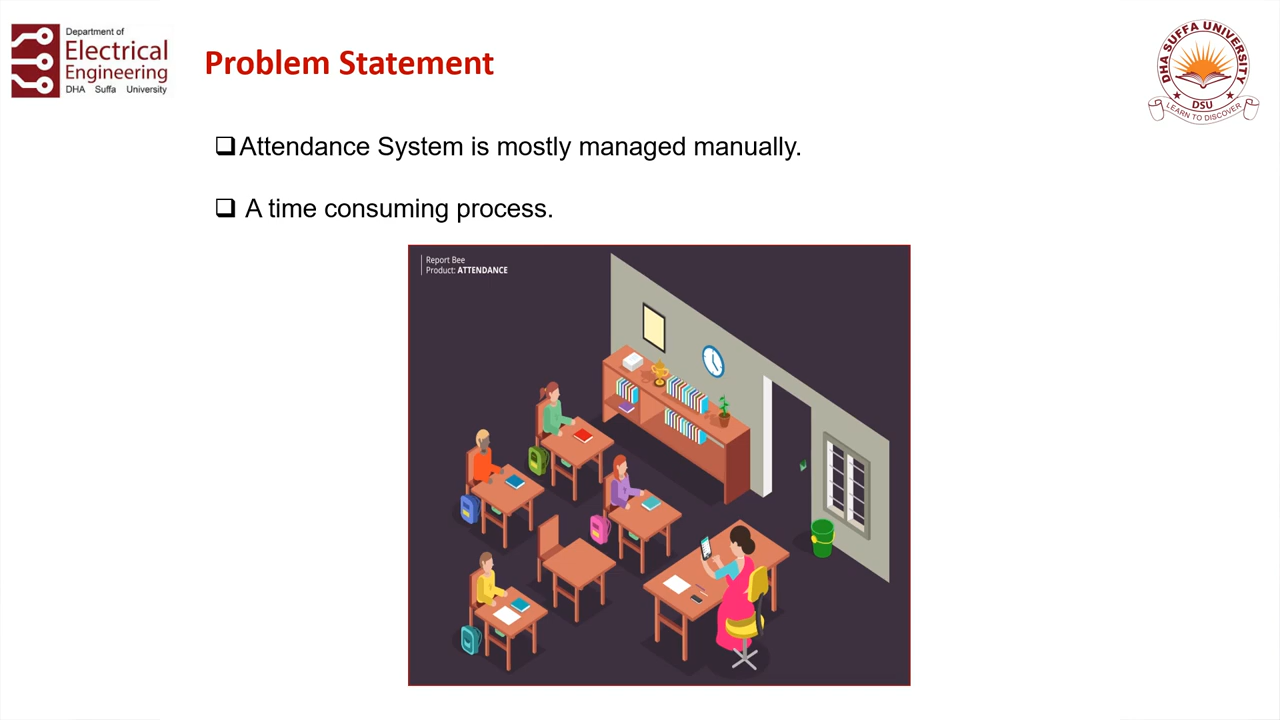 Department of
Electrical
Engineering
DHA Suffa University
Problem Statement
DHA SUFFA UNIVERSITY
DSU
LEARN TO DISCOVER
Attendance System is mostly managed manually.
A time consuming process.
Report Bee
Product: ATTENDANCE